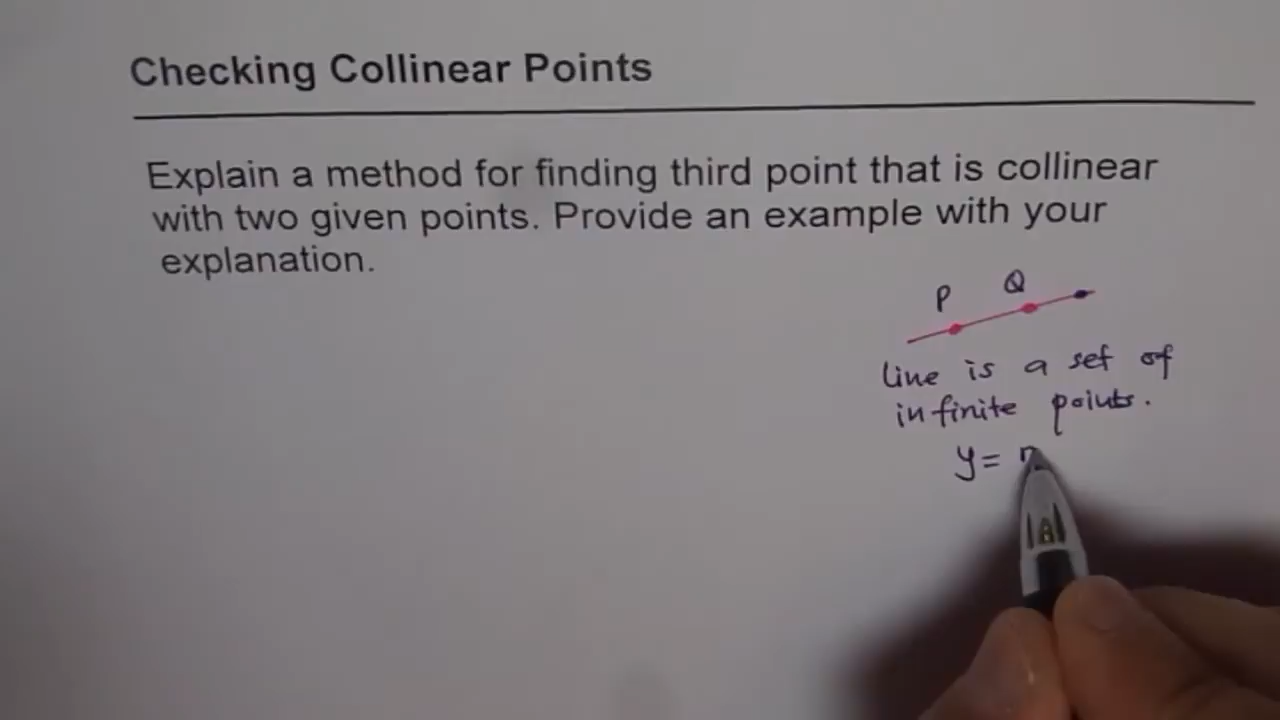 Checking Collinear Points
Explain a method for finding third point that is collinear
with two given points. Provide an example with your
explanation.
P Q
line is a set of
infinite points.
y =